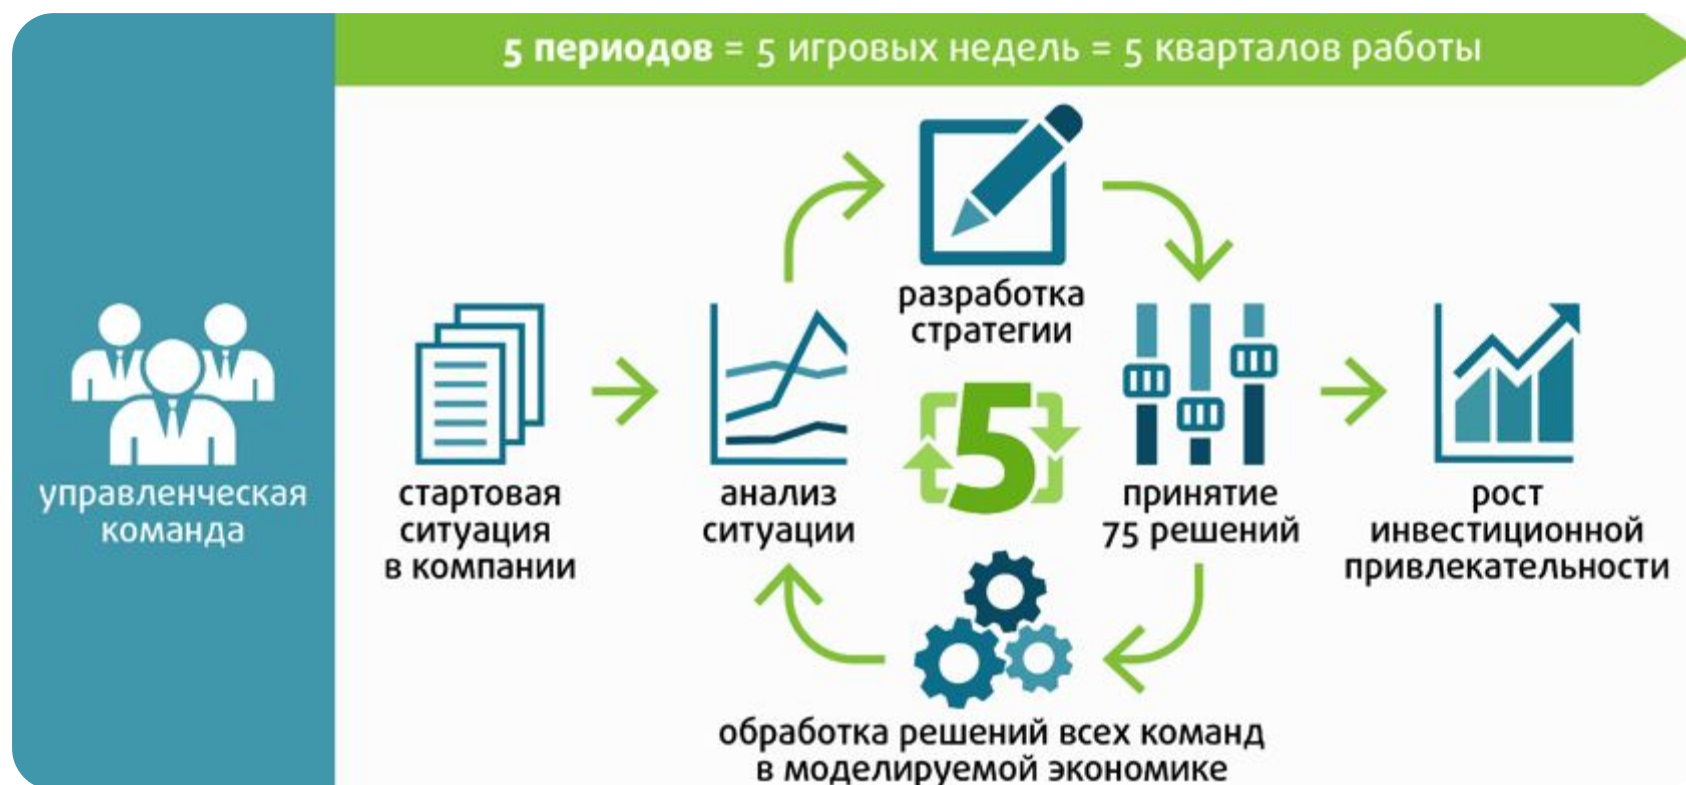 5 периодов = 5 игровых недель = 5 кварталов работы
управленческая
команда
стартовая
ситуация
в компании
анализ
ситуации
разработка
стратегии
5
принятие
75 решений
обработка решений всех команд
в моделируемой экономике
рост
инвестиционной
привлекательности